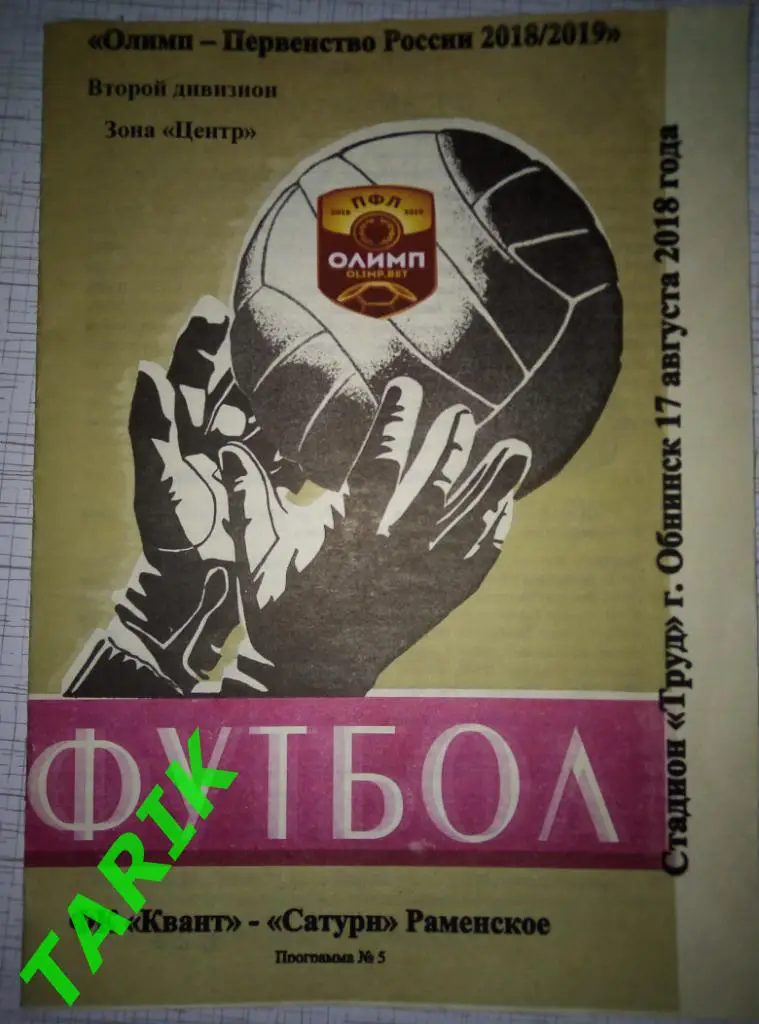 «Олимп – Первенство России 2018/2019»
Второй дивизион
Зона «Центр»
ПФЛ
2018 2019
ОЛИМП
OLIMP.BET
Стадион «Труд» г. Обнинск 17 августа 2018 года
ФУТБОЛ
ФК «Квант» - «Сатурн» Раменское
Программа № 5
TARIK